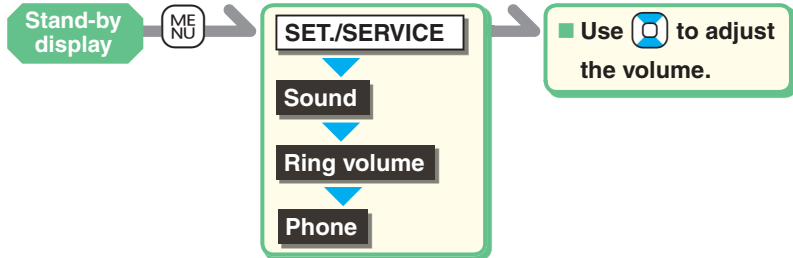 Stand-by
display
ME
NU
SET./SERVICE
Sound
Ring volume
Phone
■ Use to adjust
the volume.